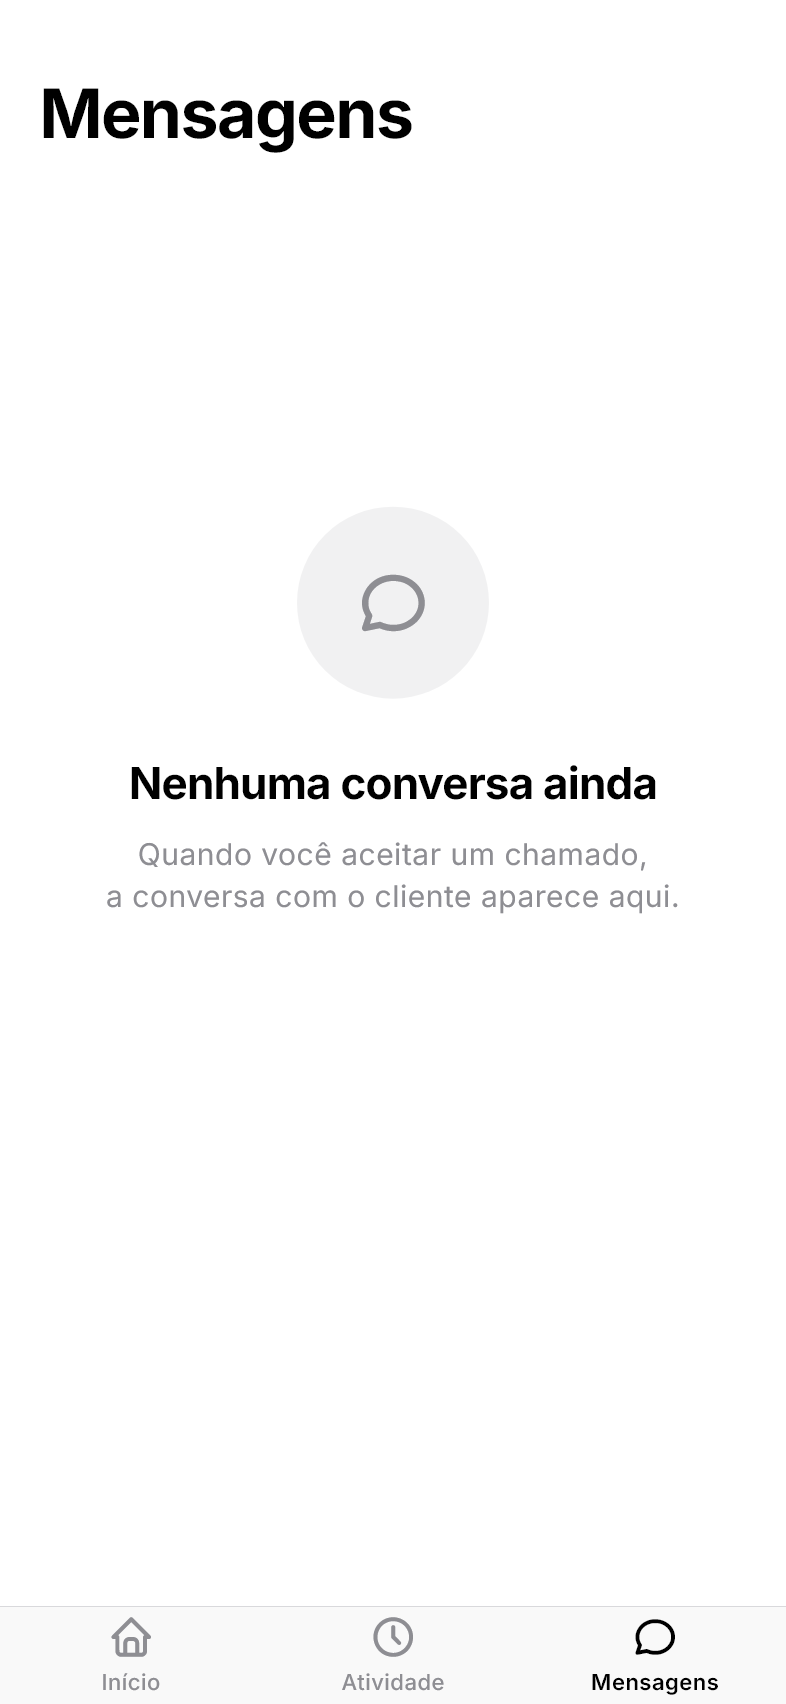 Mensagens
Nenhuma conversa ainda
Quando você aceitar um chamado,
a conversa com o cliente aparece aqui.
Início
Atividade
Mensagens